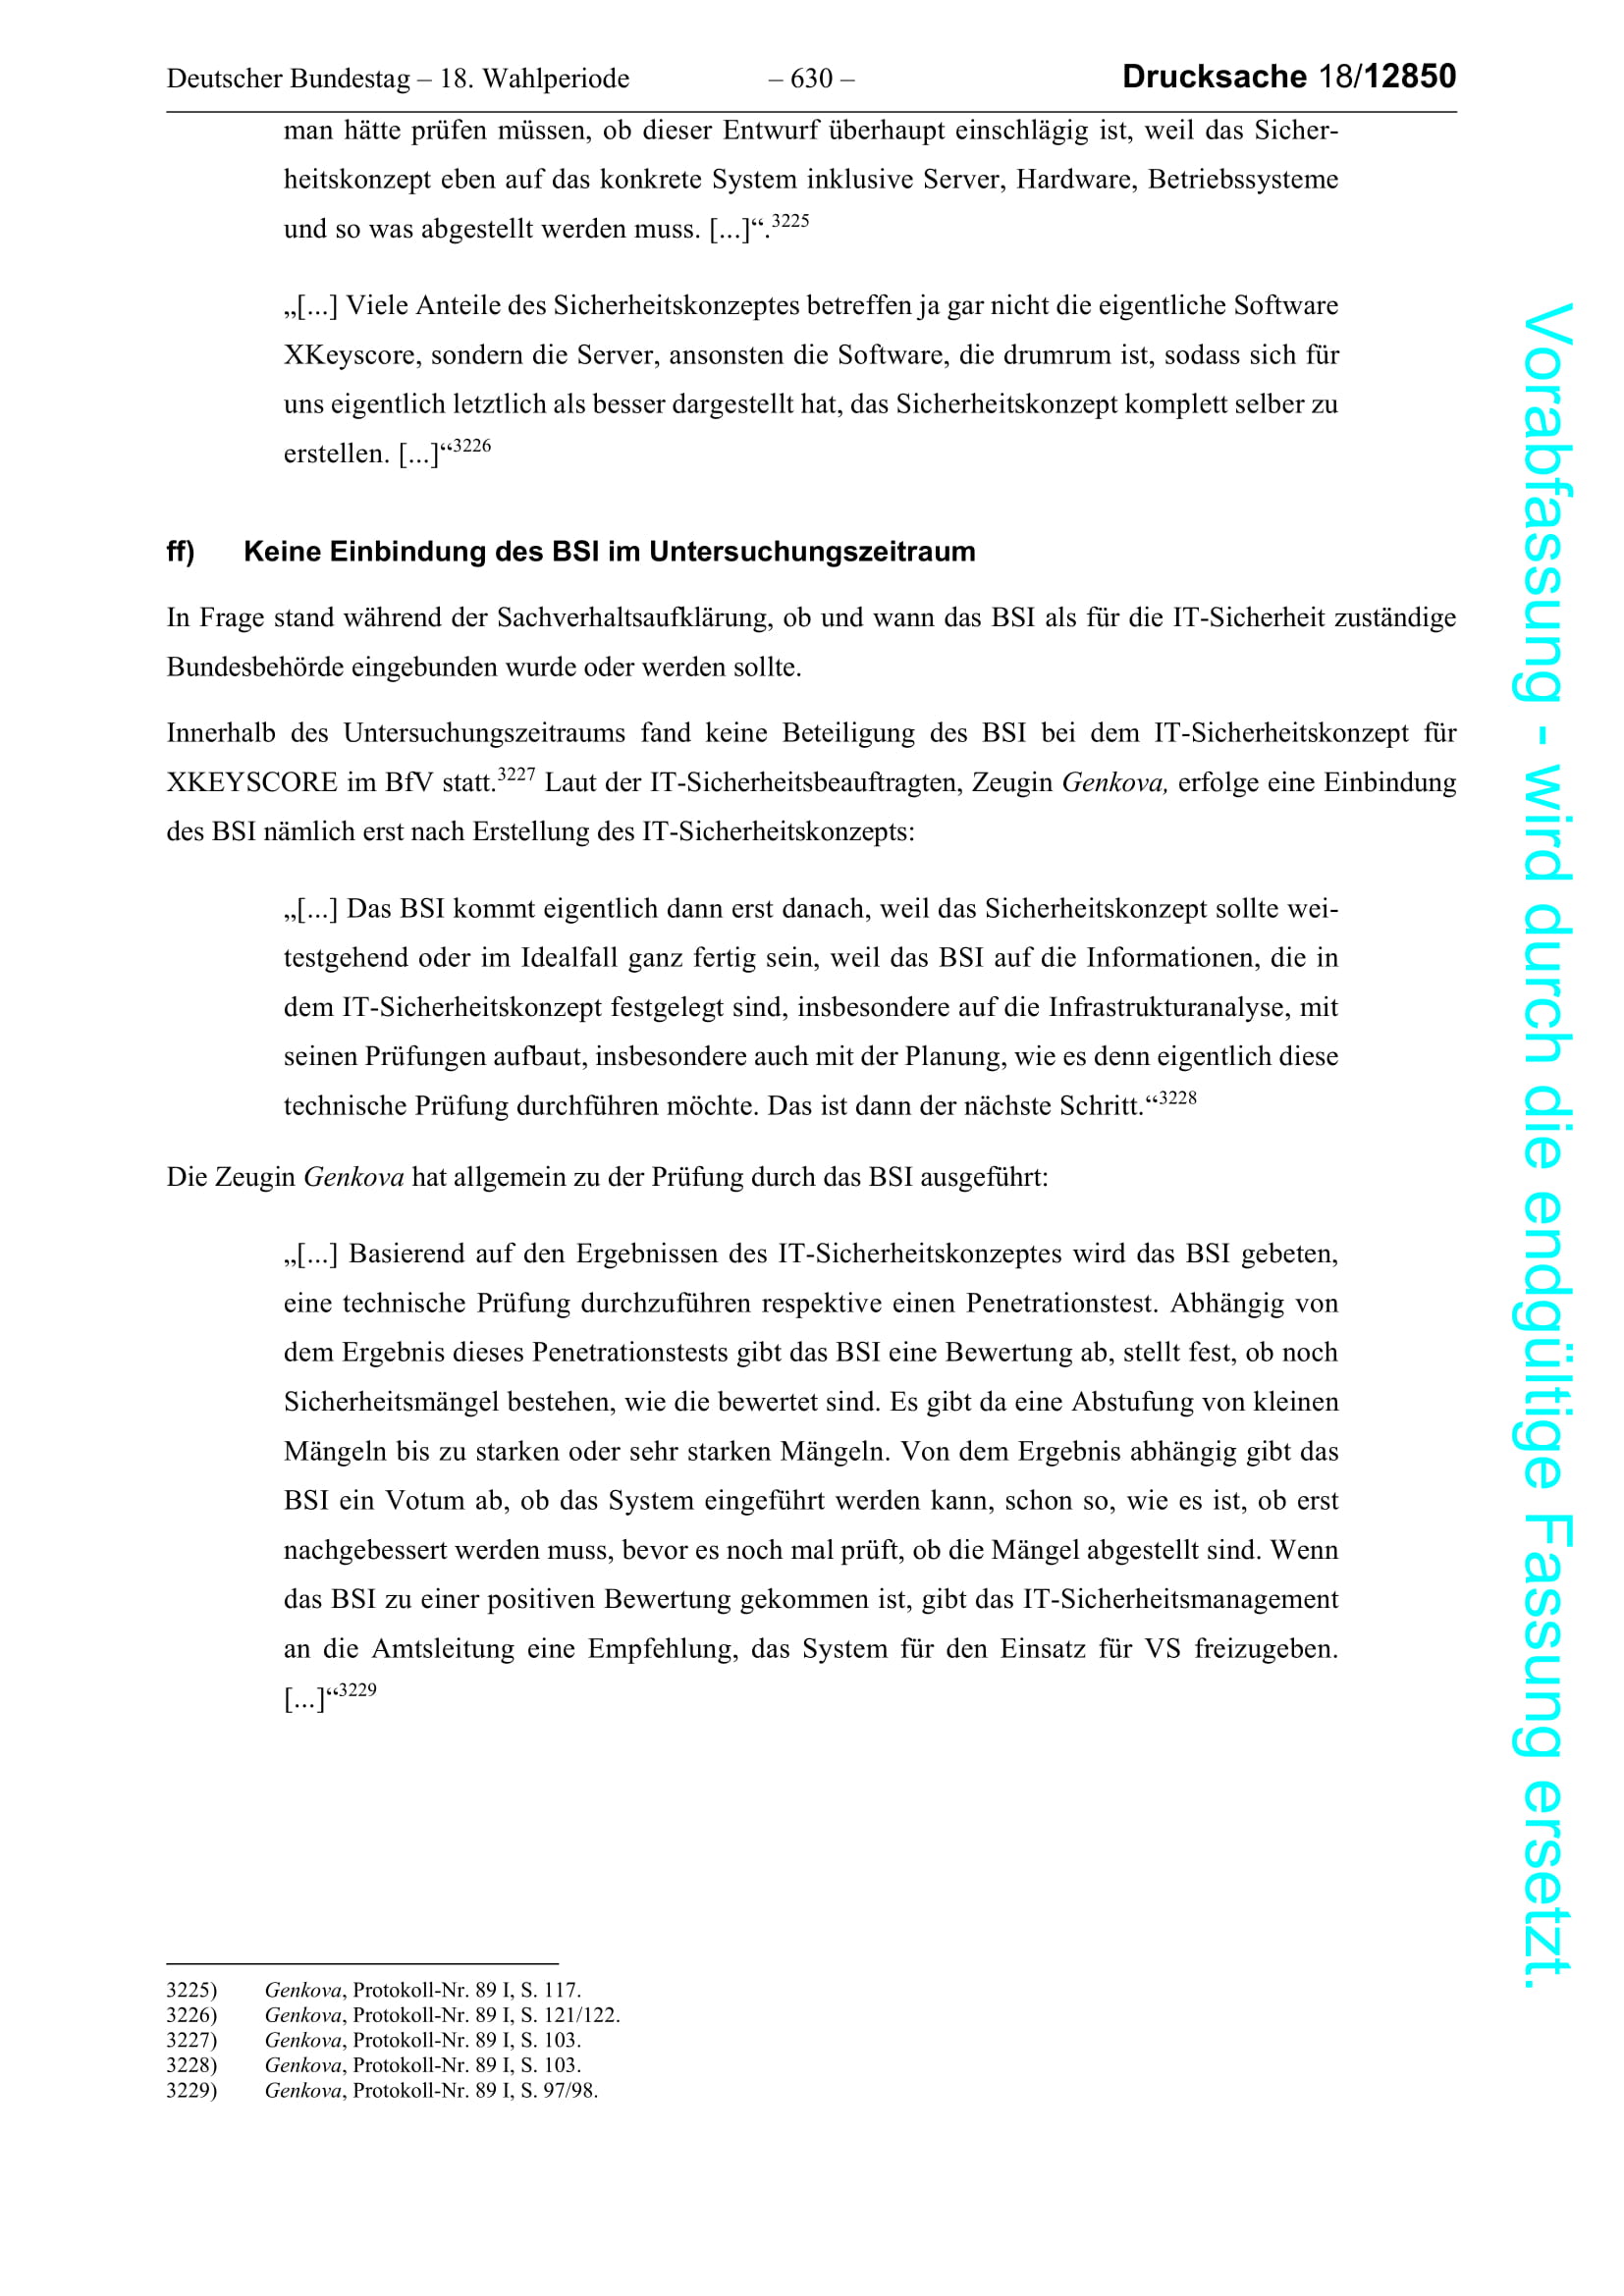 Deutscher Bundestag – 18. Wahlperiode – 630 – Drucksache 18/12850
man hätte prüfen müssen, ob dieser Entwurf überhaupt einschlägig ist, weil das Sicher-
heitskonzept eben auf das konkrete System inklusive Server, Hardware, Betriebssysteme
und so was abgestellt werden muss. [...]“.3225
„[...] Viele Anteile des Sicherheitskonzeptes betreffen ja gar nicht die eigentliche Software
XKeyscore, sondern die Server, ansonsten die Software, die drumrum ist, sodass sich für
uns eigentlich letztlich als besser dargestellt hat, das Sicherheitskonzept komplett selber zu
erstellen. [...]“3226
ff) Keine Einbindung des BSI im Untersuchungszeitraum
In Frage stand während der Sachverhaltsaufklärung, ob und wann das BSI als für die IT-Sicherheit zuständige
Bundesbehörde eingebunden wurde oder werden sollte.
Innerhalb des Untersuchungszeitraums fand keine Beteiligung des BSI bei dem IT-Sicherheitskonzept für
XKEYSCORE im BfV statt.3227 Laut der IT-Sicherheitsbeauftragten, Zeugin Genkova, erfolge eine Einbindung
des BSI nämlich erst nach Erstellung des IT-Sicherheitskonzepts:
„[...] Das BSI kommt eigentlich dann erst danach, weil das Sicherheitskonzept sollte wei-
testgehend oder im Idealfall ganz fertig sein, weil das BSI auf die Informationen, die in
dem IT-Sicherheitskonzept festgelegt sind, insbesondere auf die Infrastrukturanalyse, mit
seinen Prüfungen aufbaut, insbesondere auch mit der Planung, wie es denn eigentlich diese
technische Prüfung durchführen möchte. Das ist dann der nächste Schritt.“3228
Die Zeugin Genkova hat allgemein zu der Prüfung durch das BSI ausgeführt:
„[...] Basierend auf den Ergebnissen des IT-Sicherheitskonzeptes wird das BSI gebeten,
eine technische Prüfung durchzuführen respektive einen Penetrationstest. Abhängig von
dem Ergebnis dieses Penetrationstests gibt das BSI eine Bewertung ab, stellt fest, ob noch
Sicherheitsmängel bestehen, wie die bewertet sind. Es gibt da eine Abstufung von kleinen
Mängeln bis zu starken oder sehr starken Mängeln. Von dem Ergebnis abhängig gibt das
BSI ein Votum ab, ob das System eingeführt werden kann, schon so, wie es ist, ob erst
nachgebessert werden muss, bevor es noch mal prüft, ob die Mängel abgestellt sind. Wenn
das BSI zu einer positiven Bewertung gekommen ist, gibt das IT-Sicherheitsmanagement
an die Amtsleitung eine Empfehlung, das System für den Einsatz für VS freizugeben.
[...]“3229
3225) Genkova, Protokoll-Nr. 89 I, S. 117.
3226) Genkova, Protokoll-Nr. 89 I, S. 121/122.
3227) Genkova, Protokoll-Nr. 89 I, S. 103.
3228) Genkova, Protokoll-Nr. 89 I, S. 103.
3229) Genkova, Protokoll-Nr. 89 I, S. 97/98.
Vorabfassung - wird durch die endgültige Fassung ersetzt.